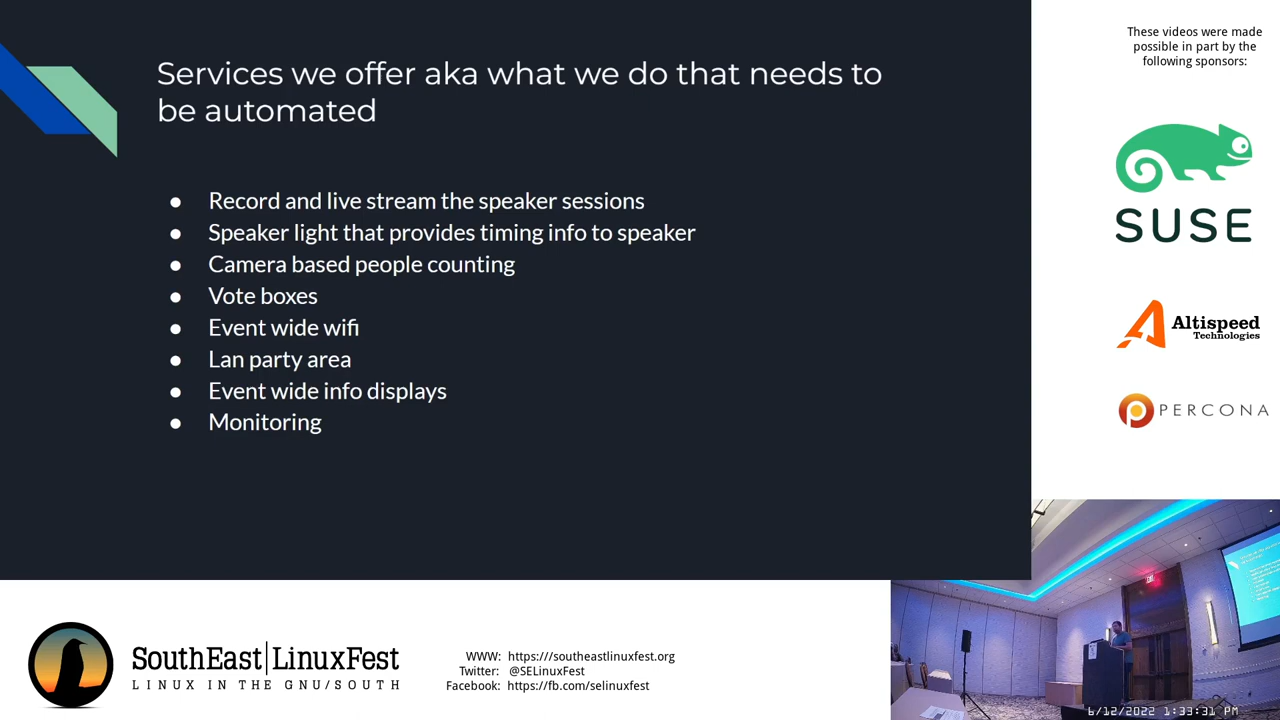 Services we offer aka what we do that needs to
be automated
● Record and live stream the speaker sessions
● Speaker light that provides timing info to speaker
● Camera based people counting
● Vote boxes
● Event wide wifi
● Lan party area
● Event wide info displays
● Monitoring
These videos were made
possible in part by the
following sponsors:
SUSE
Altispeed
Technologies
PERCONA
SouthEast|LinuxFest
LINUX IN THE GNU/SOUTH
WWW: https:///southeastlinuxfest.org
Twitter: @SELinuxFest
Facebook: https://fb.com/selinuxfest
6/12/2022 1:33:31 PM